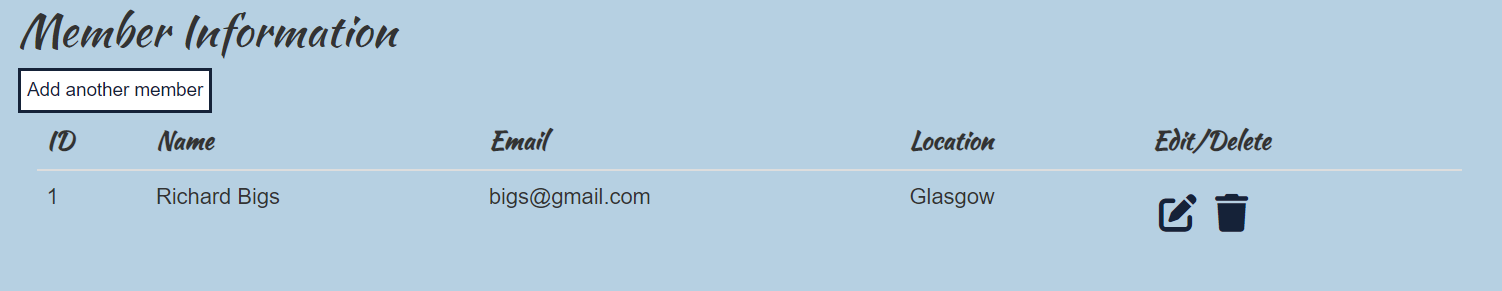 Member Information
Add another member
ID Name Email Location Edit/Delete
1 Richard Bigs bigs@gmail.com Glasgow